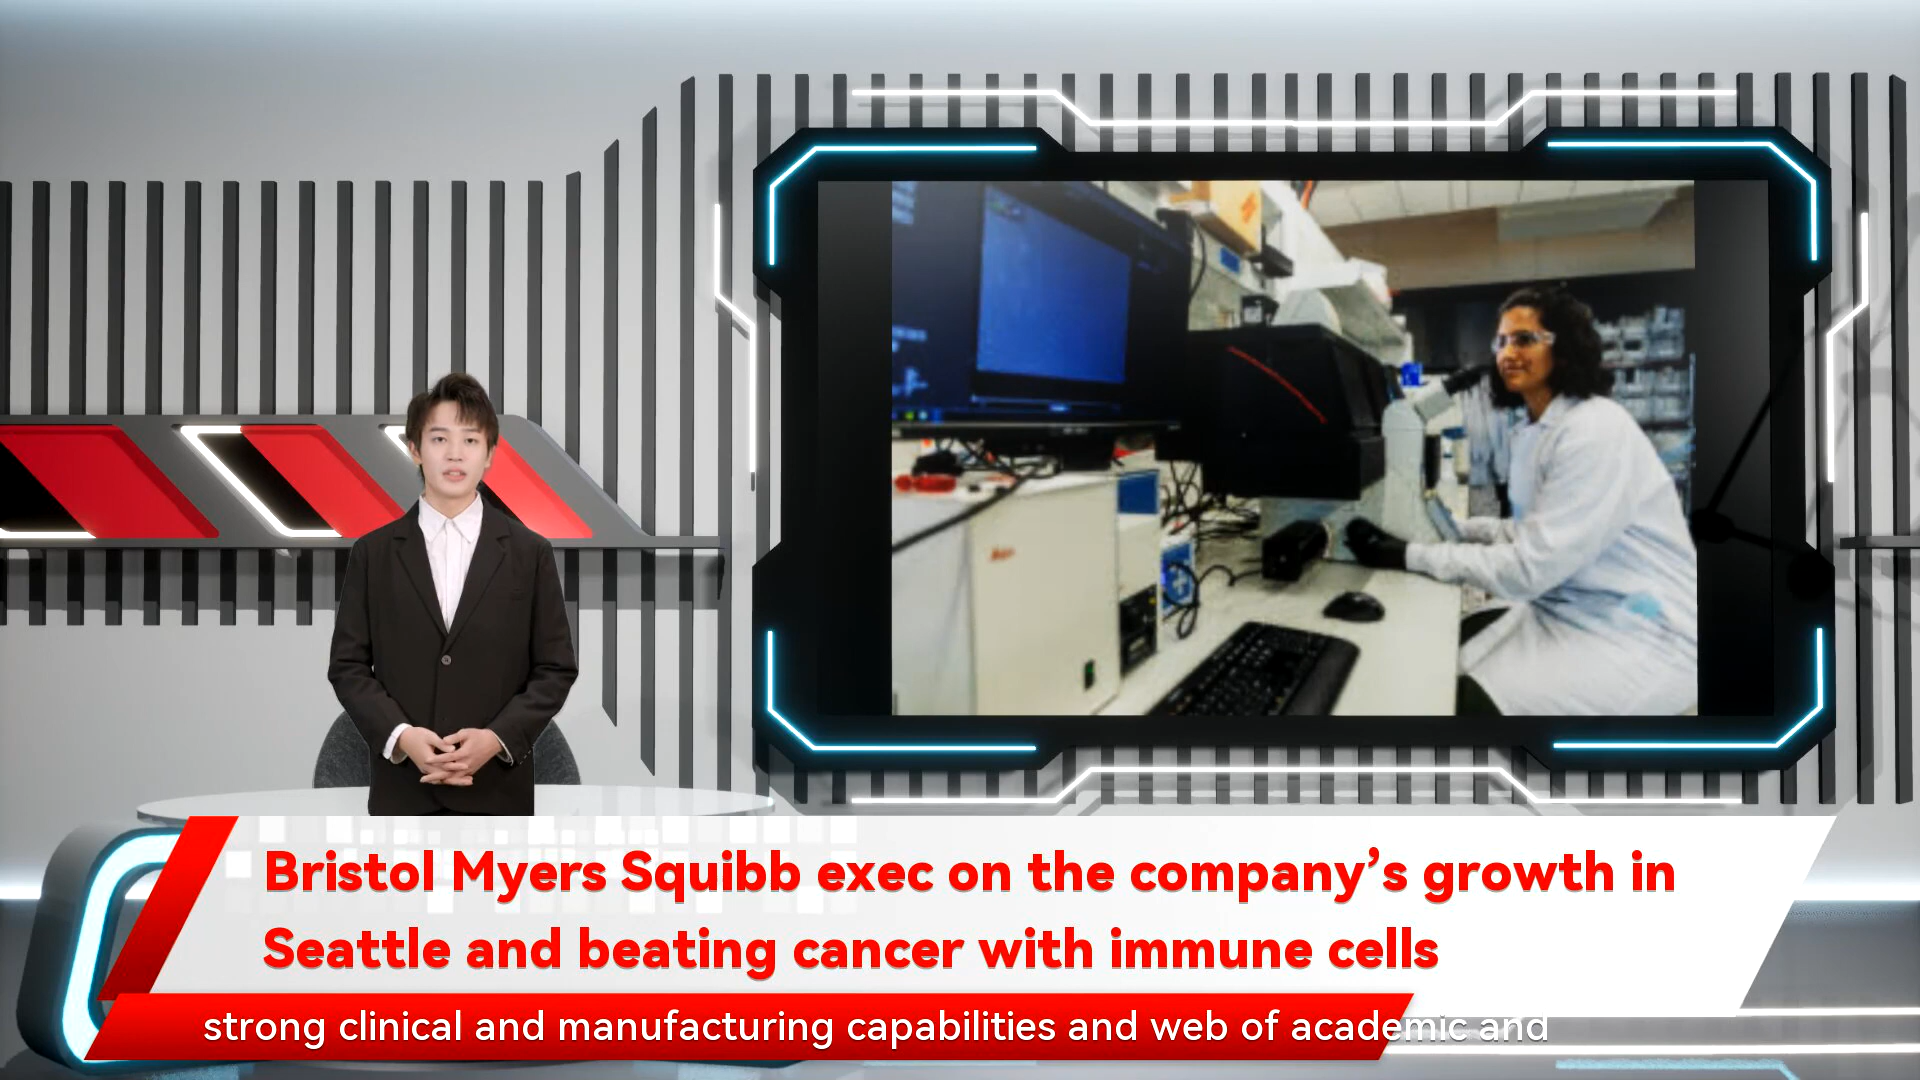 Bristol Myers Squibb exec on the company’s growth in
Seattle and beating cancer with immune cells
strong clinical and manufacturing capabilities and web of academic and